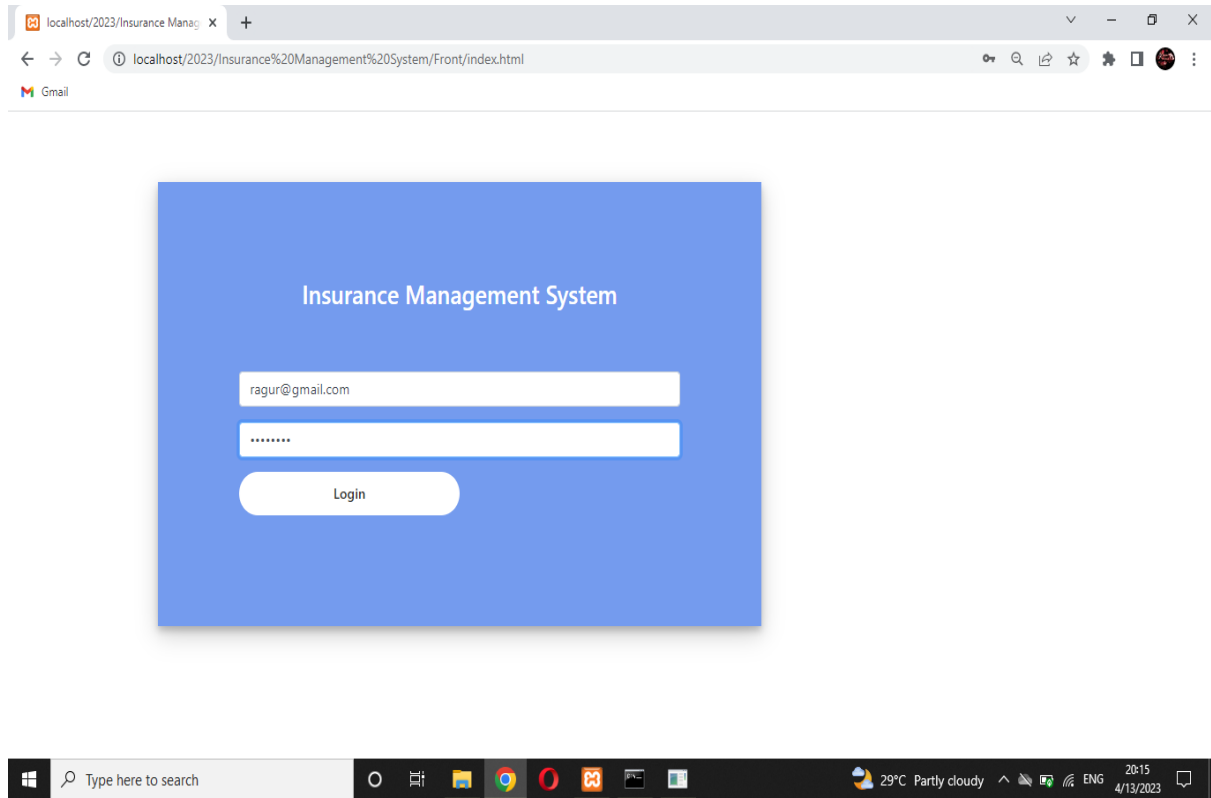 localhost/2023/Insurance Manag
localhost/2023/Insurance%20Management%20System/Front/index.html
Gmail
Insurance Management System
ragur@gmail.com
••••••••
Login
Type here to search
29°C Partly cloudy
ENG
20:15
4/13/2023